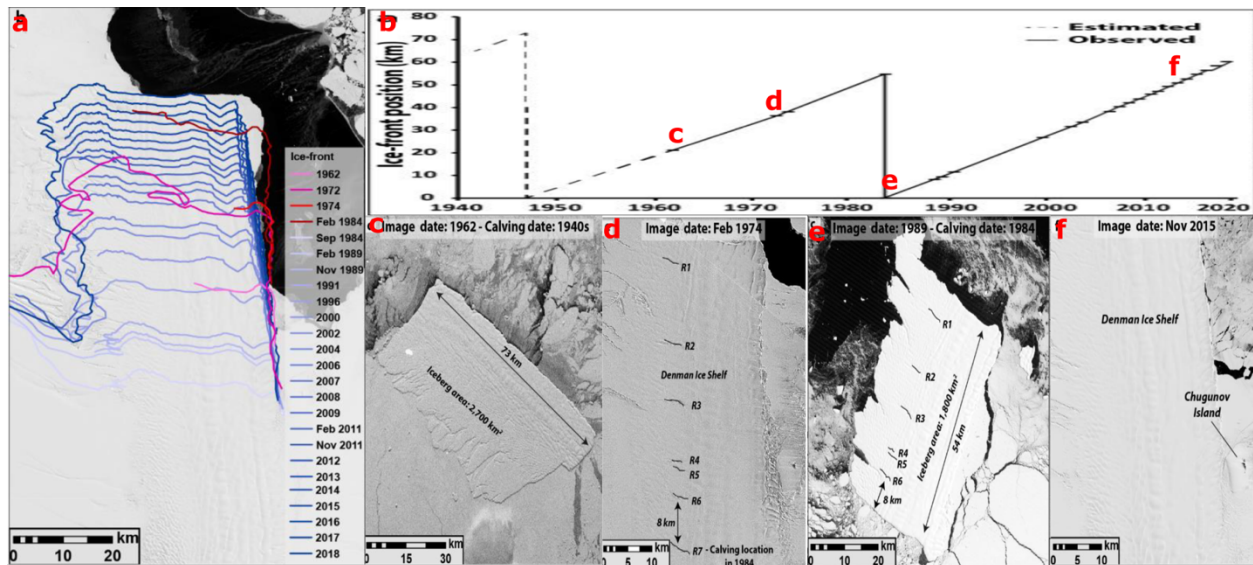 a
Ice-front
1962
1972
1974
Feb 1984
Sep 1984
Feb 1989
Nov 1989
1991
1996
2000
2002
2004
2006
2007
2008
2009
Feb 2011
Nov 2011
2012
2013
2014
2015
2016
2017
2018
km
0 10 20
b
Ice-front position (km)
80
70
60
50
40
30
20
10
0
1940 1950 1960 1970 1980 1990 2000 2010 2020
Estimated
Observed
c
d
e
f
c Image date: 1962 - Calving date: 1940s
73 km
Iceberg area: 2,700 km²
km
0 15 30
d Image date: Feb 1974
R1
R2
Denman Ice Shelf
R3
R4
R5
R6
8 km
R7 - Calving location
in 1984
km
0 5 10
e Image date: 1989 - Calving date: 1984
R1
R2
R3
R4
R5
R6
8 km
Iceberg area: 1,800 km²
54 km
km
0 10 20
f Image date: Nov 2015
Denman Ice Shelf
Chugunov
Island
km
0 5 10